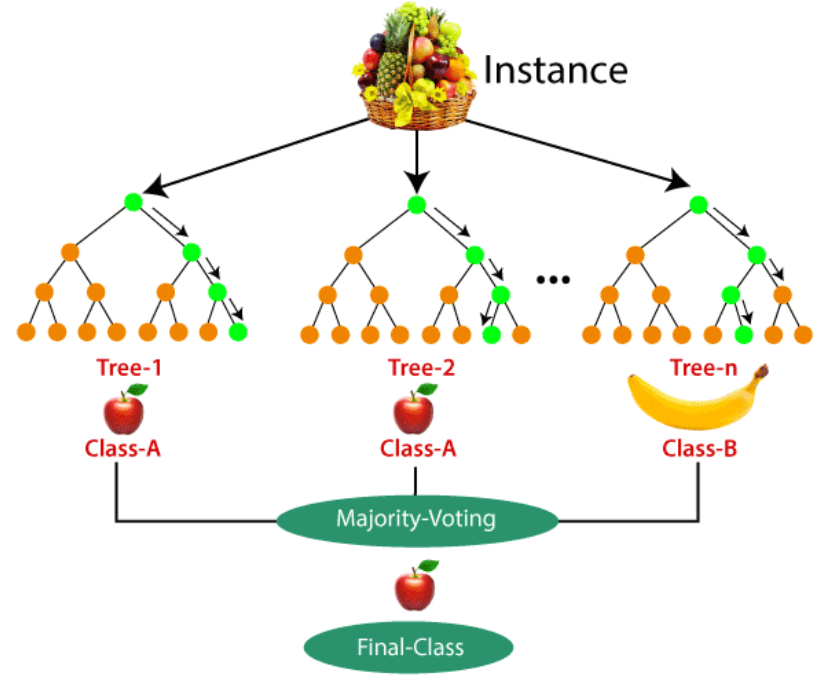 Instance
Tree-1
Tree-2
Tree-n
Class-A
Class-A
Class-B
Majority-Voting
Final-Class